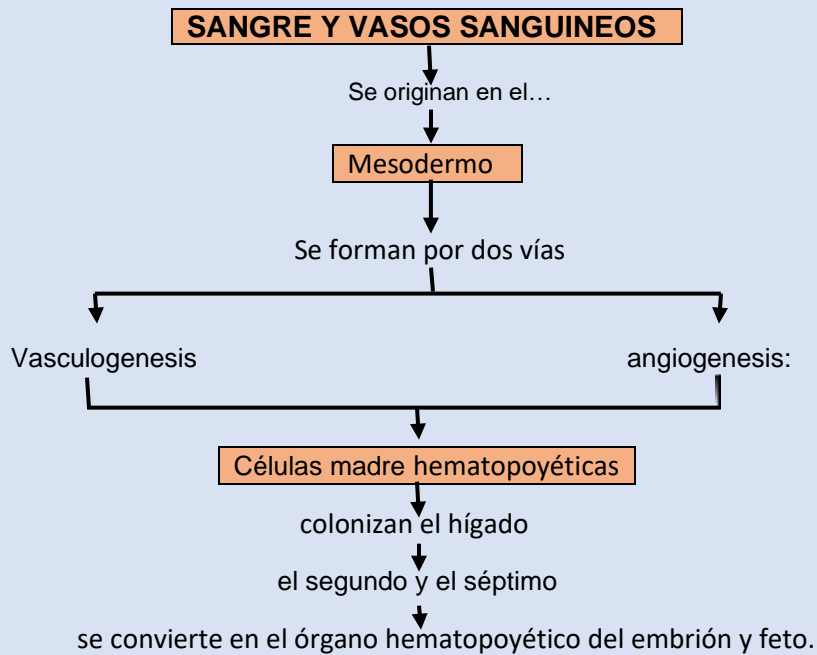 SANGRE Y VASOS SANGUINEOS
Se originan en el…
Mesodermo
Se forman por dos vías
Vasculogenesis
angiogenesis:
Células madre hematopoyéticas
colonizan el hígado
el segundo y el séptimo
se convierte en el órgano hematopoyético del embrión y feto.